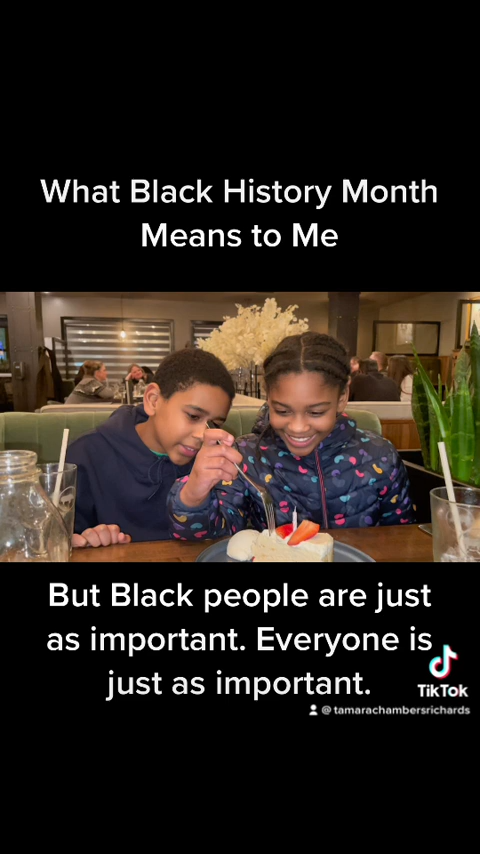 What Black History Month
Means to Me
But Black people are just
as important. Everyone is
just as important.
TikTok
@ tamarachambersrichards